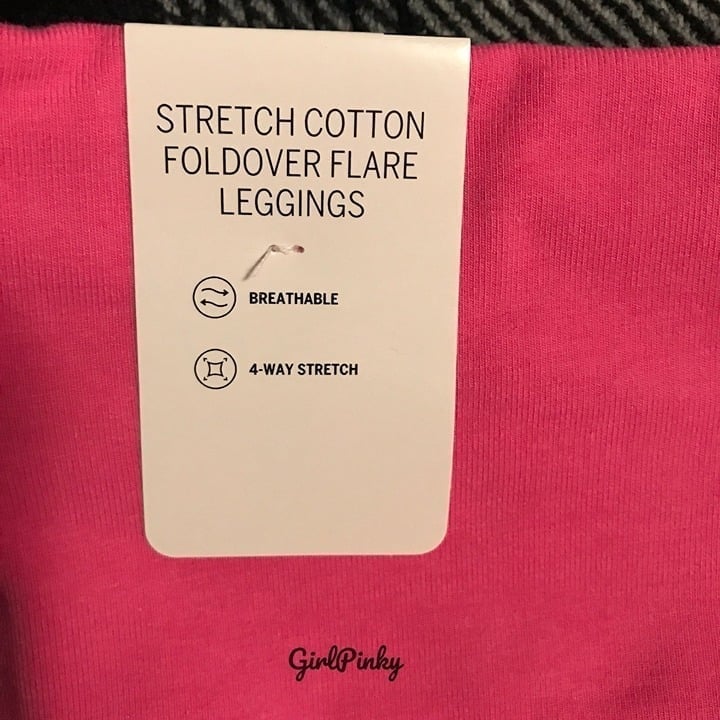 STRETCH COTTON
FOLDOVER FLARE
LEGGINGS
BREATHABLE
4-WAY STRETCH
GirlPinky